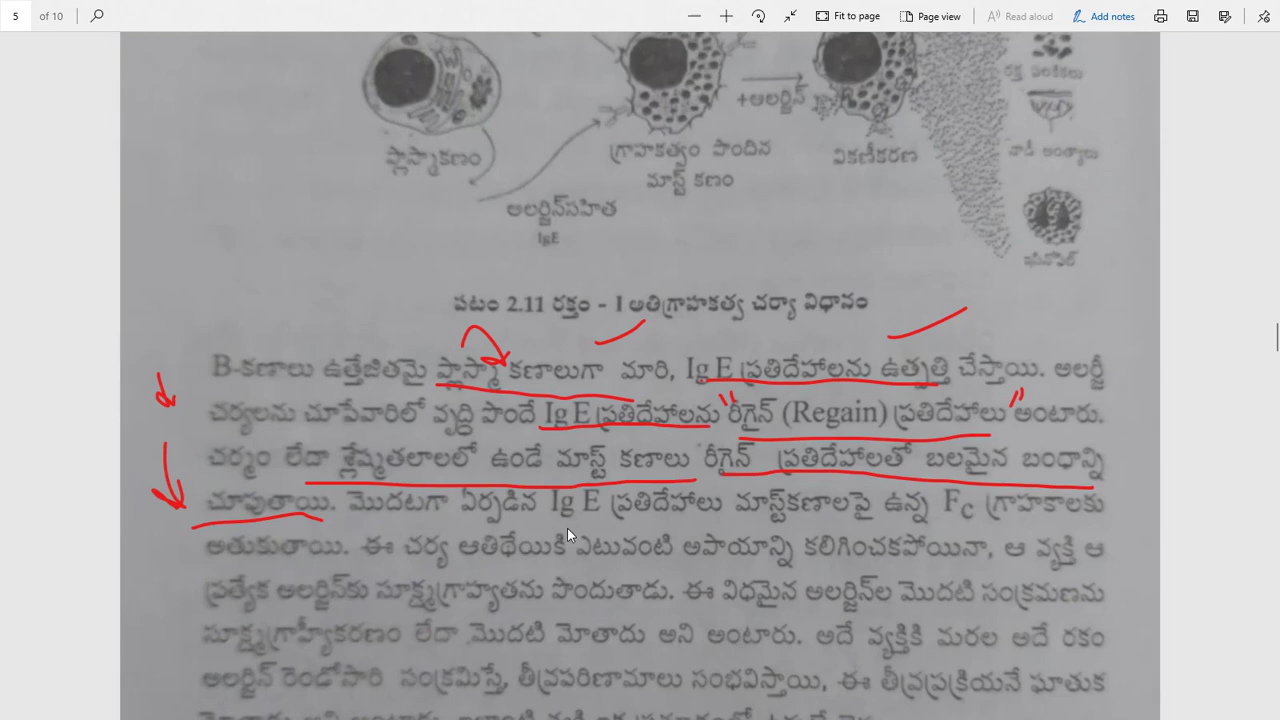 5 of 10 Fit to page Page view Read aloud Add notes
రక్త ఫలకికలు
+అలర్జిన్
ప్లాస్మాకణం గ్రాహకత్వం పొందిన వికణీకరణ నాడీ అంత్యాలు
మాస్ట్ కణం
అలర్జిన్‌సహిత
IgE
పటం 2.11 రకం - I అతిగ్రాహకత్వ చర్యా విధానం
B-కణాలు ఉత్తేజితమై ప్లాస్మా కణాలుగా మారి, Ig E ప్రతిదేహాలను ఉత్పత్తి చేస్తాయి. అలర్జీ
చర్యలను చూపేవారిలో వృద్ధి పొందే Ig E ప్రతిదేహాలను "రీగైన్ (Regain) ప్రతిదేహాలు" అంటారు.
చర్మం లేదా శ్లేష్మతలాలలో ఉండే మాస్ట్ కణాలు రీగైన్ ప్రతిదేహాలతో బలమైన బంధాన్ని
చూపుతాయి. మొదటగా ఏర్పడిన Ig E ప్రతిదేహాలు మాస్ట్‌కణాలపై ఉన్న Fc గ్రాహకాలకు
అతుకుతాయి. ఈ చర్య ఆతిథేయికి ఎటువంటి అపాయాన్ని కలిగించకపోయినా, ఆ వ్యక్తి ఆ
ప్రత్యేక అలర్జిన్‌కు సూక్ష్మగ్రాహ్యతను పొందుతాడు. ఈ విధమైన అలర్జిన్‌ల మొదటి సంక్రమణను
సూక్ష్మగ్రాహ్యీకరణం లేదా మొదటి మోతాదు అని అంటారు. అదే వ్యక్తికి మరల అదే రకం
అలర్జిన్ రెండోసారి సంక్రమిస్తే, తీవ్రపరిణామాలు సంభవిస్తాయి, ఈ తీవ్రప్రక్రియనే ఘాతుక